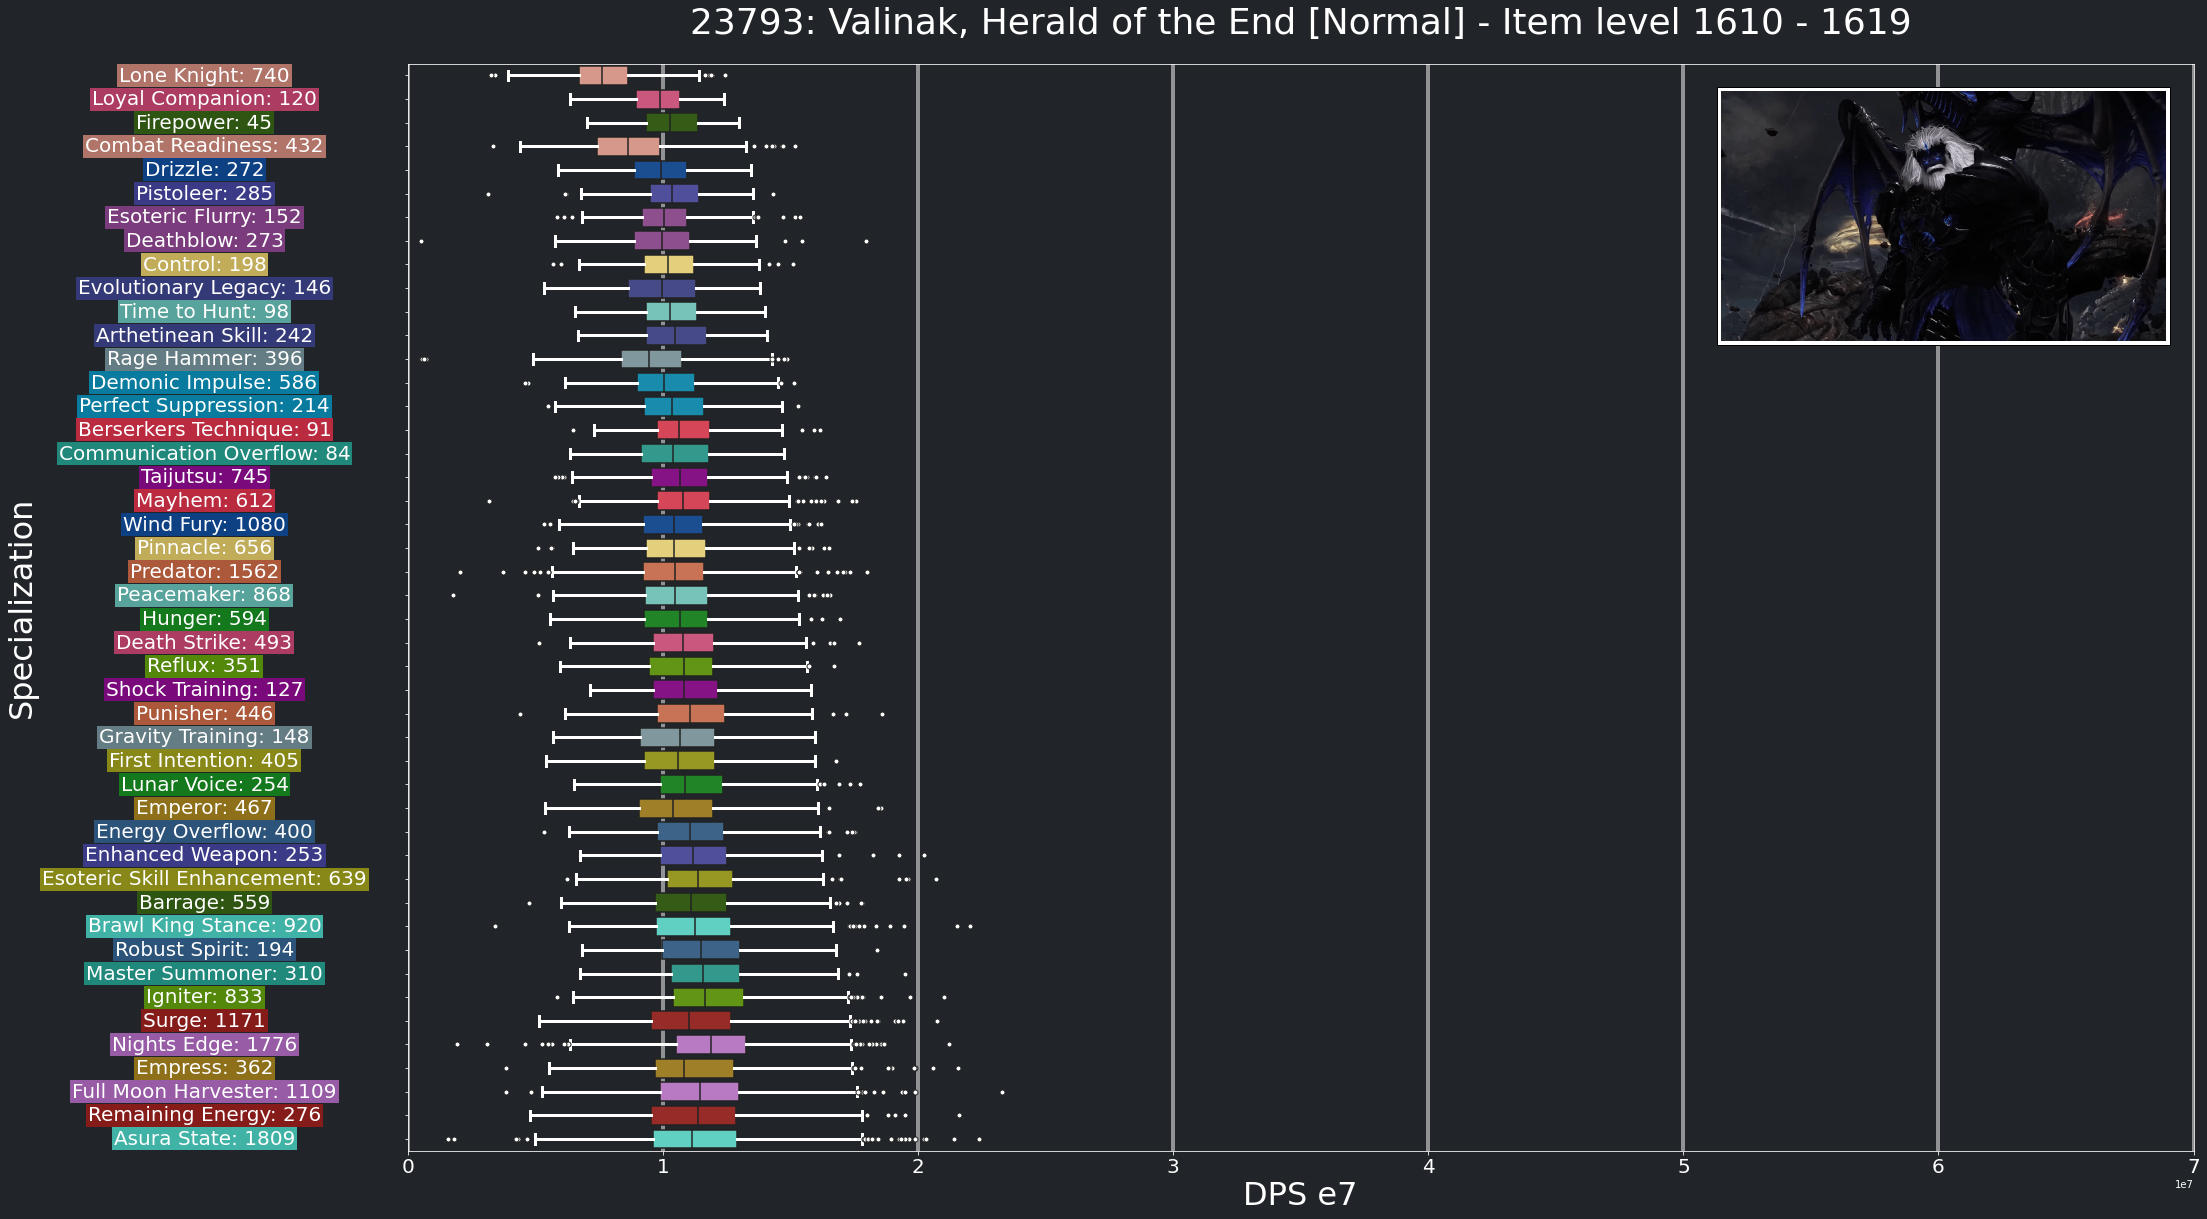 23793: Valinak, Herald of the End [Normal] - Item level 1610 - 1619
Lone Knight: 740
Loyal Companion: 120
Firepower: 45
Combat Readiness: 432
Drizzle: 272
Pistoleer: 285
Esoteric Flurry: 152
Deathblow: 273
Control: 198
Evolutionary Legacy: 146
Time to Hunt: 98
Arthetinean Skill: 242
Rage Hammer: 396
Demonic Impulse: 586
Perfect Suppression: 214
Berserkers Technique: 91
Communication Overflow: 84
Taijutsu: 745
Mayhem: 612
Wind Fury: 1080
Pinnacle: 656
Predator: 1562
Peacemaker: 868
Hunger: 594
Death Strike: 493
Reflux: 351
Shock Training: 127
Punisher: 446
Gravity Training: 148
First Intention: 405
Lunar Voice: 254
Emperor: 467
Energy Overflow: 400
Enhanced Weapon: 253
Esoteric Skill Enhancement: 639
Barrage: 559
Brawl King Stance: 920
Robust Spirit: 194
Master Summoner: 310
Igniter: 833
Surge: 1171
Nights Edge: 1776
Empress: 362
Full Moon Harvester: 1109
Remaining Energy: 276
Asura State: 1809
Specialization
0 1 2 3 4 5 6 7
DPS e7
1e7